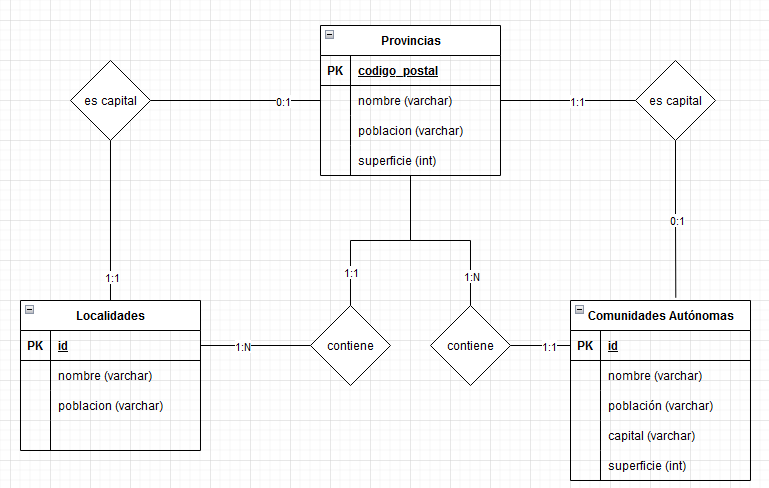 Provincias
PK codigo_postal
nombre (varchar)
poblacion (varchar)
superficie (int)
es capital
0:1
1:1
es capital
0:1
1:1
1:1
1:N
Localidades
PK id
nombre (varchar)
poblacion (varchar)
1:N
contiene
contiene
1:1
Comunidades Autónomas
PK id
nombre (varchar)
población (varchar)
capital (varchar)
superficie (int)